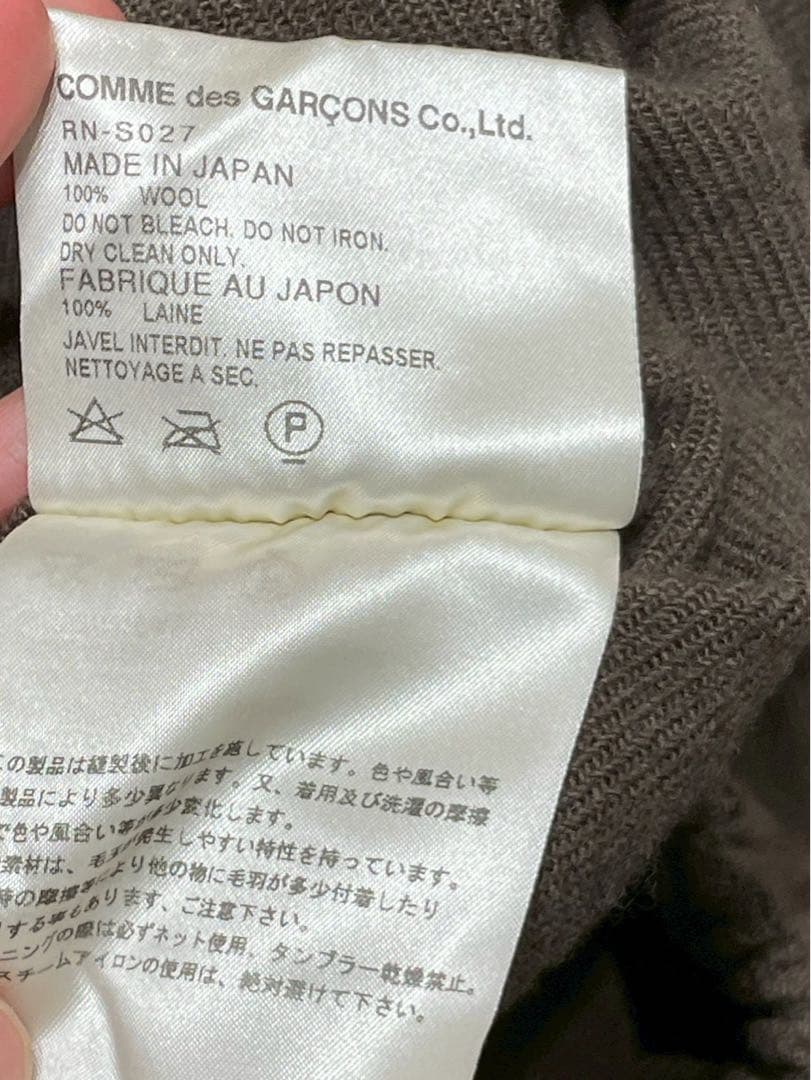 COMME des GARÇONS Co.,Ltd.
RN-S027
MADE IN JAPAN
100% WOOL
DO NOT BLEACH. DO NOT IRON.
DRY CLEAN ONLY.
FABRIQUE AU JAPON
100% LAINE
JAVEL INTERDIT. NE PAS REPASSER.
NETTOYAGE A SEC.
P
の製品は縫製後に加工を施しています。色や風合い等
製品により多少異なります。又、着用及び洗濯の摩擦
で色や風合い等が多少変化します。
素材は、毛玉が発生しやすい特性を持っています。
時の摩擦等により他の物に毛羽が多少付着したり
する事もあります、ご注意下さい。
ニングの際は必ずネット使用、タンブラー乾燥禁止。
スチームアイロンの使用は、絶対避けて下さい。